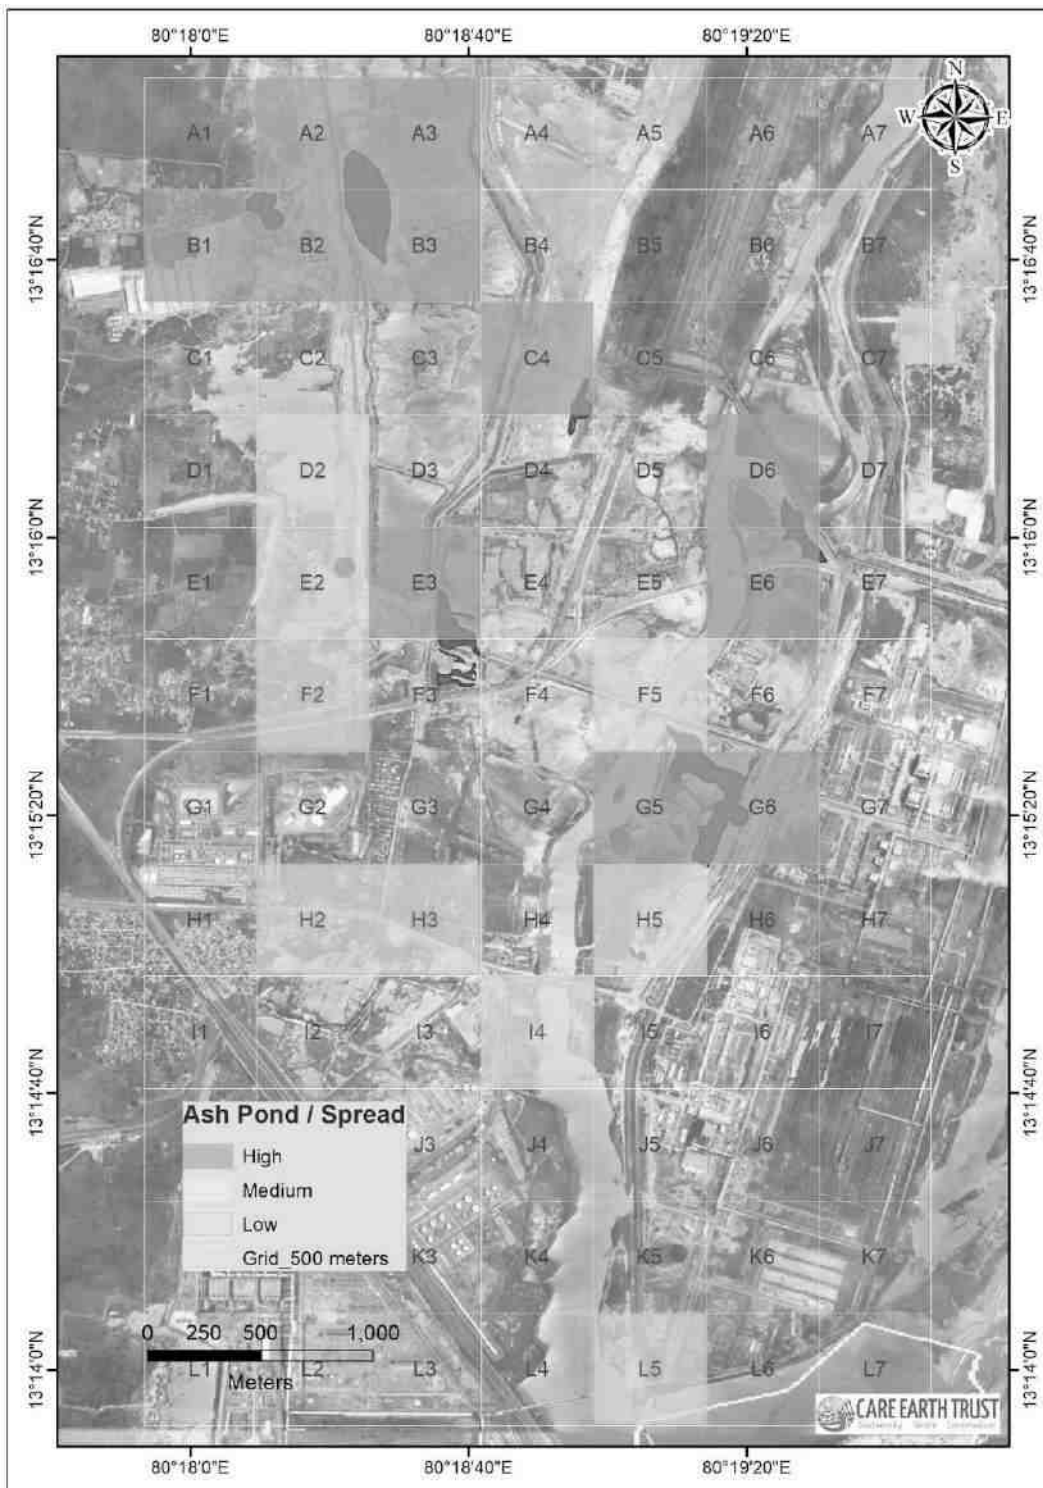 80°18'0"E 80°18'40"E 80°19'20"E
N
W E
S
A1 A2 A3 A4 A5 A6 A7
13°16'40"N B1 B2 B3 B4 B5 B6 B7 13°16'40"N
C1 C2 C3 C4 C5 C6 C7
D1 D2 D3 D4 D5 D6 D7
13°16'0"N 13°16'0"N
E1 E2 E3 E4 E5 E6 E7
F1 F2 F3 F4 F5 F6 F7
13°15'20"N G1 G2 G3 G4 G5 G6 G7 13°15'20"N
H1 H2 H3 H4 H5 H6 H7
I1 I2 I3 I4 I5 I6 I7
13°14'40"N 13°14'40"N
Ash Pond / Spread
High
Medium
Low
Grid_500 meters
J3 J4 J5 J6 J7
K3 K4 K5 K6 K7
0 250 500 1,000
Meters
13°14'0"N L1 L2 L3 L4 L5 L6 L7 13°14'0"N
CARE EARTH TRUST
80°18'0"E 80°18'40"E 80°19'20"E